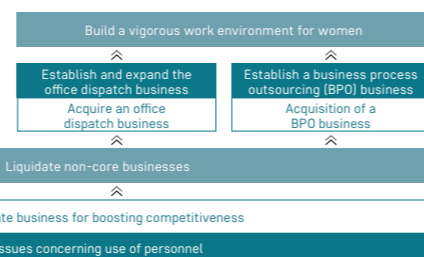 Build a vigorous work environment for women
Establish and expand the
office dispatch business
Acquire an office
dispatch business
Establish a business process
outsourcing (BPO) business
Acquisition of a
BPO business
Liquidate non-core businesses
business for boosting competitiveness
issues concerning use of personnel